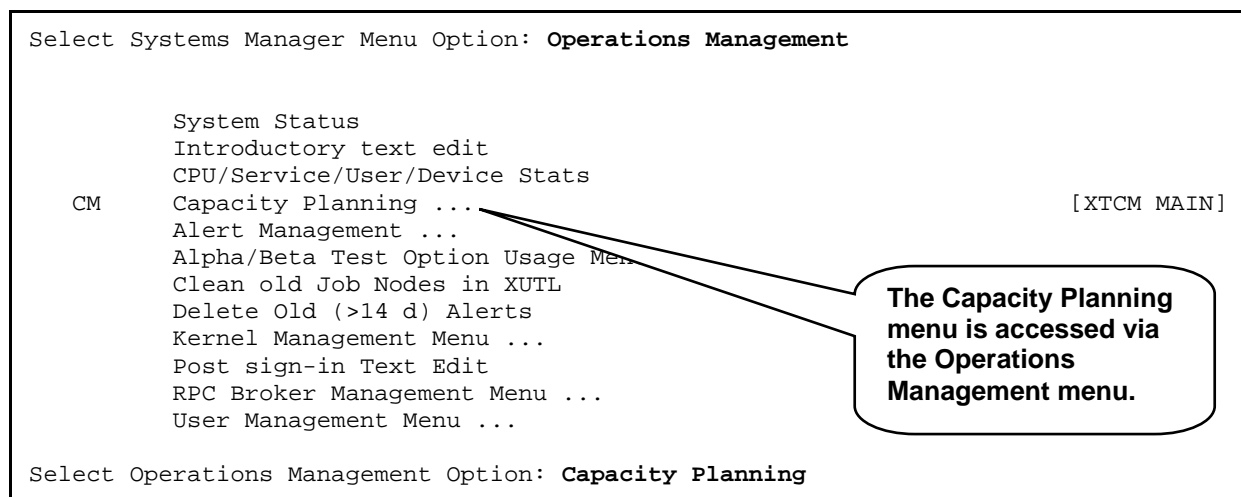 Select Systems Manager Menu Option: Operations Management
System Status
Introductory text edit
CPU/Service/User/Device Stats
CM Capacity Planning ... [XTCM MAIN]
Alert Management ...
Alpha/Beta Test Option Usage Men
Clean old Job Nodes in XUTL
Delete Old (>14 d) Alerts
Kernel Management Menu ...
Post sign-in Text Edit
RPC Broker Management Menu ...
User Management Menu ...
The Capacity Planning
menu is accessed via
the Operations
Management menu.
Select Operations Management Option: Capacity Planning